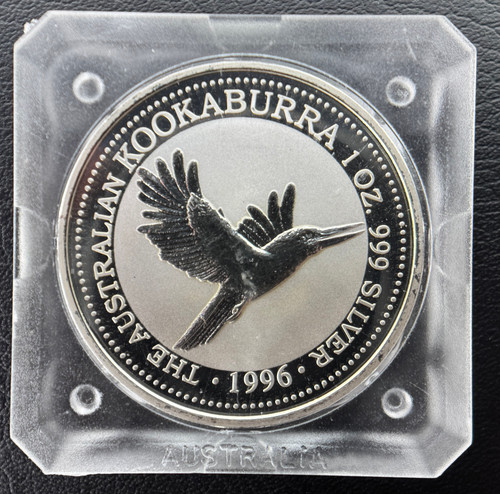 THE AUSTRALIAN KOOKABURRA 1 OZ. 999 SILVER
· 1996 ·
AUSTRALIA